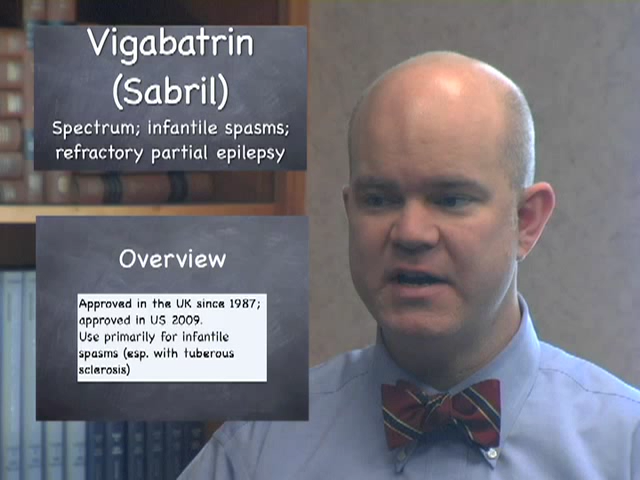 Vigabatrin
(Sabril)
Spectrum; infantile spasms;
refractory partial epilepsy
Overview
Approved in the UK since 1987;
approved in US 2009.
Use primarily for infantile
spasms (esp. with tuberous
sclerosis)